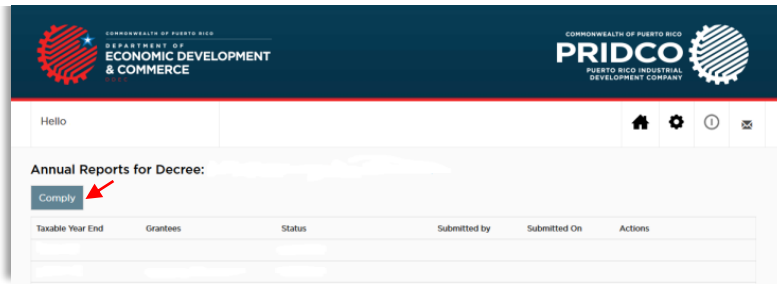 COMMONWEALTH OF PUERTO RICO
DEPARTMENT OF
ECONOMIC DEVELOPMENT
& COMMERCE
COMMONWEALTH OF PUERTO RICO
PRIDCO
PUERTO RICO INDUSTRIAL
DEVELOPMENT COMPANY
Hello
Annual Reports for Decree:
Comply
Taxable Year End Grantees Status Submitted by Submitted On Actions